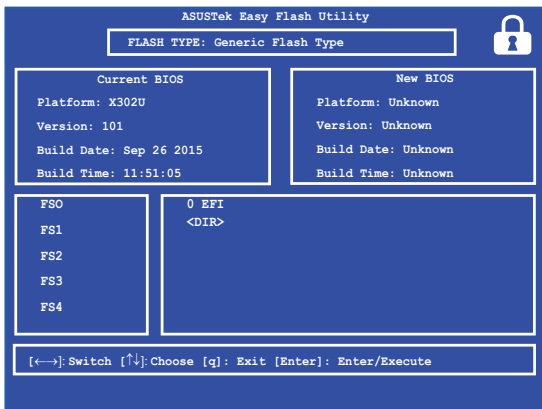 ASUSTek Easy Flash Utility
FLASH TYPE: Generic Flash Type
Current BIOS
Platform: X302U
Version: 101
Build Date: Sep 26 2015
Build Time: 11:51:05
New BIOS
Platform: Unknown
Version: Unknown
Build Date: Unknown
Build Time: Unknown
FSO
FS1
FS2
FS3
FS4
0 EFI
<DIR>
[←→]: Switch [↑↓]: Choose [q]: Exit [Enter]: Enter/Execute